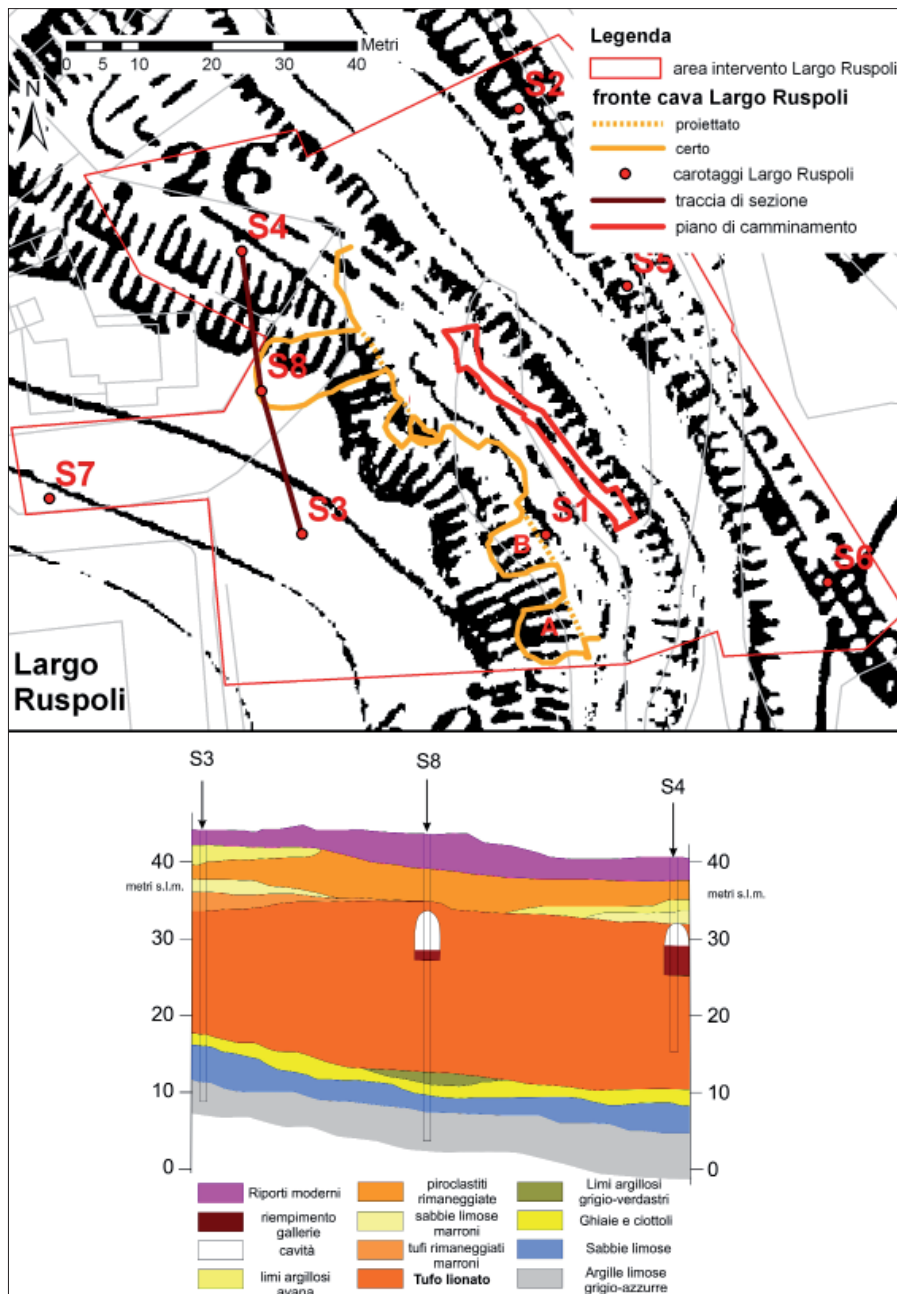 Metri
0 5 10 20 30 40
N
26
S2
S4
S5
S8
S7
S3
S1
B
A
S6
Largo
Ruspoli
Legenda
area intervento Largo Ruspoli
fronte cava Largo Ruspoli
proiettato
certo
carotaggi Largo Ruspoli
traccia di sezione
piano di camminamento
S3
S8
S4
40
40
metri s.l.m.
metri s.l.m.
30
30
20
20
10
10
0
0
Riporti moderni
piroclastiti
rimaneggiate
Limi argillosi
grigio-verdastri
riempimento
gallerie
sabbie limose
marroni
Ghiaie e ciottoli
cavità
tufi rimaneggiati
marroni
Sabbie limose
limi argillosi
avana
Tufo lionato
Argille limose
grigio-azzurre